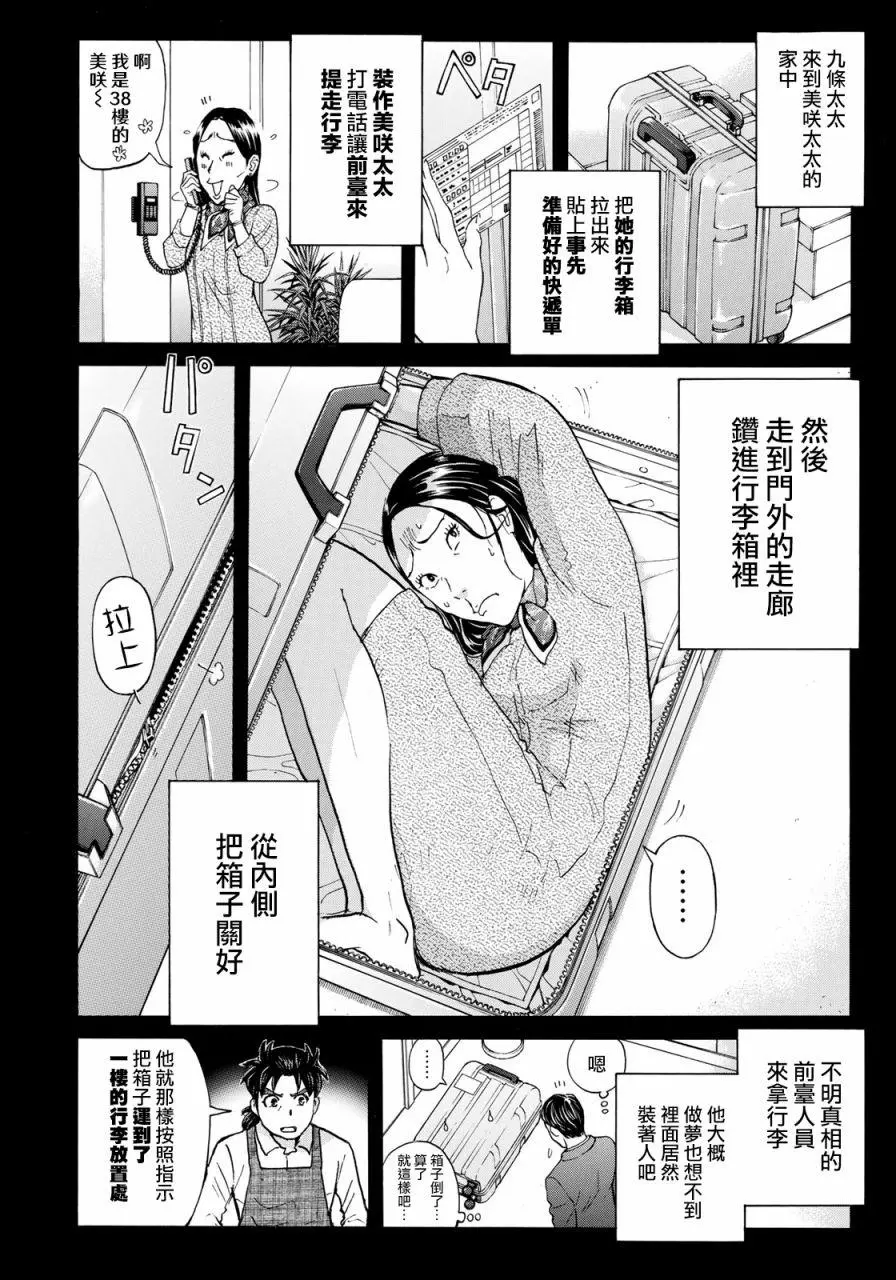 九條太太
來到美咲太太的
家中
把她的行李箱
拉出來
貼上事先
準備好的快遞單
ペタ
裝作美咲太太
打電話讓前臺來
提走行李
啊
我是38樓的
美咲~
然後
走到門外的走廊
鑽進行李箱裡
……
パタン
拉上
從內側
把箱子關好
不明真相的
前臺人員
來拿行李
他大概
做夢也想不到
裡面居然
裝著人吧
嗯
……
箱子倒了…
算了
就這樣吧…
他就那樣按照指示
把箱子運到了
一樓的行李放置處